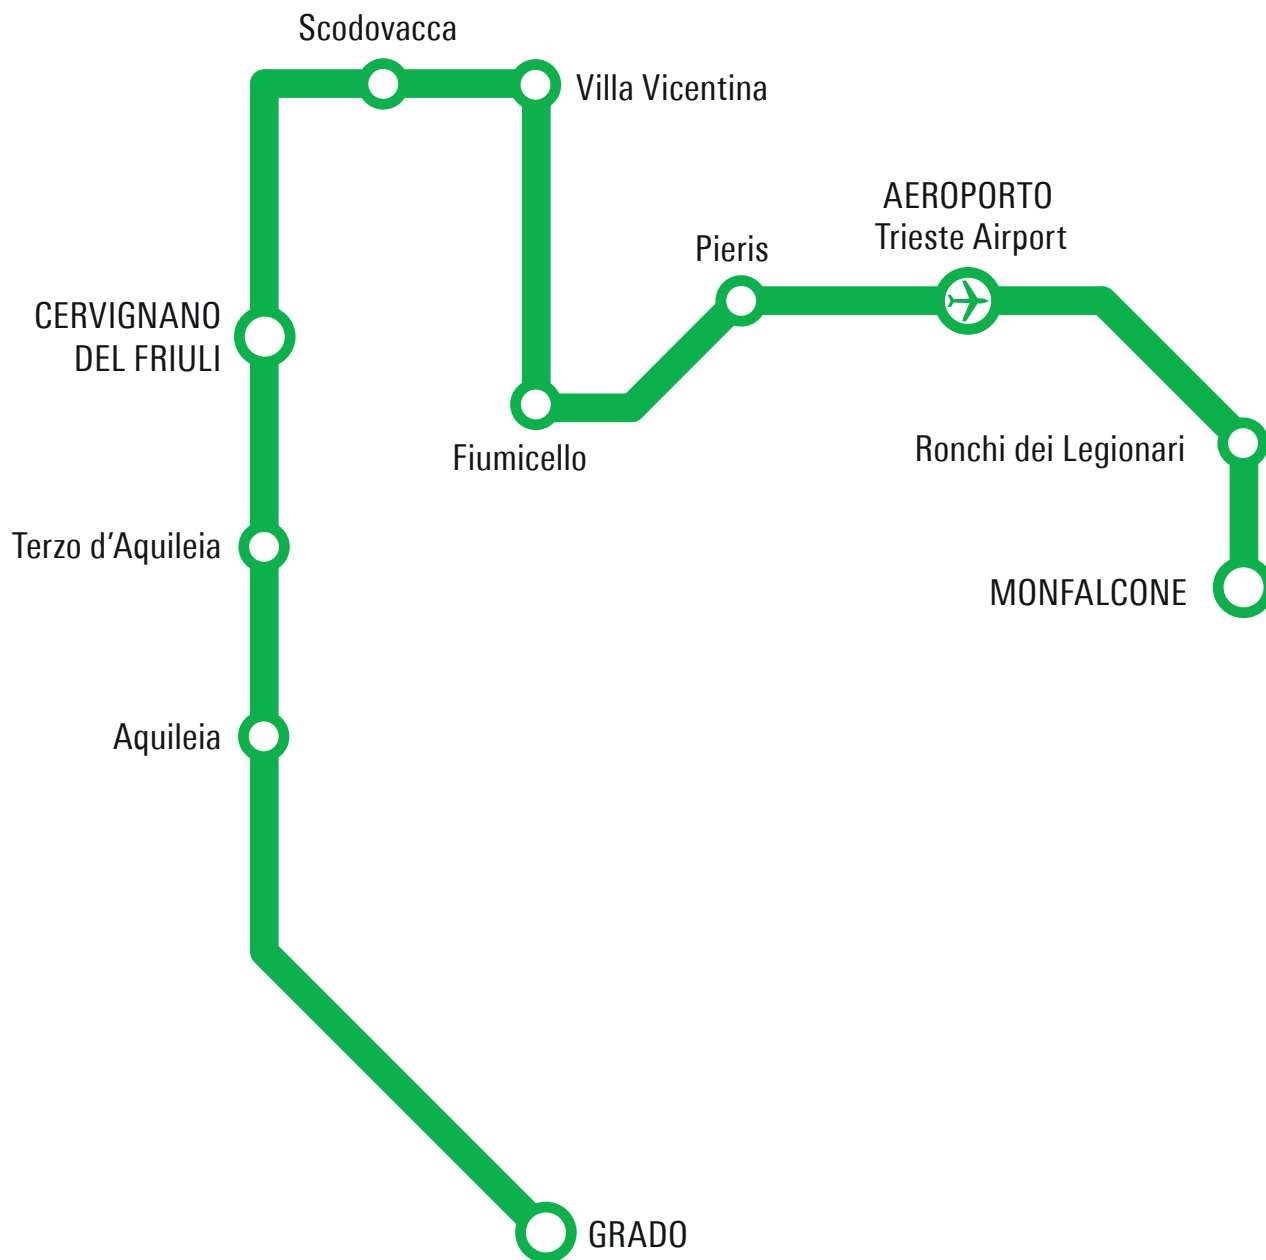 Scodovacca
Villa Vicentina
AEROPORTO
Trieste Airport
Pieris
CERVIGNANO
DEL FRIULI
Fiumicello
Ronchi dei Legionari
Terzo d'Aquileia
MONFALCONE
Aquileia
GRADO